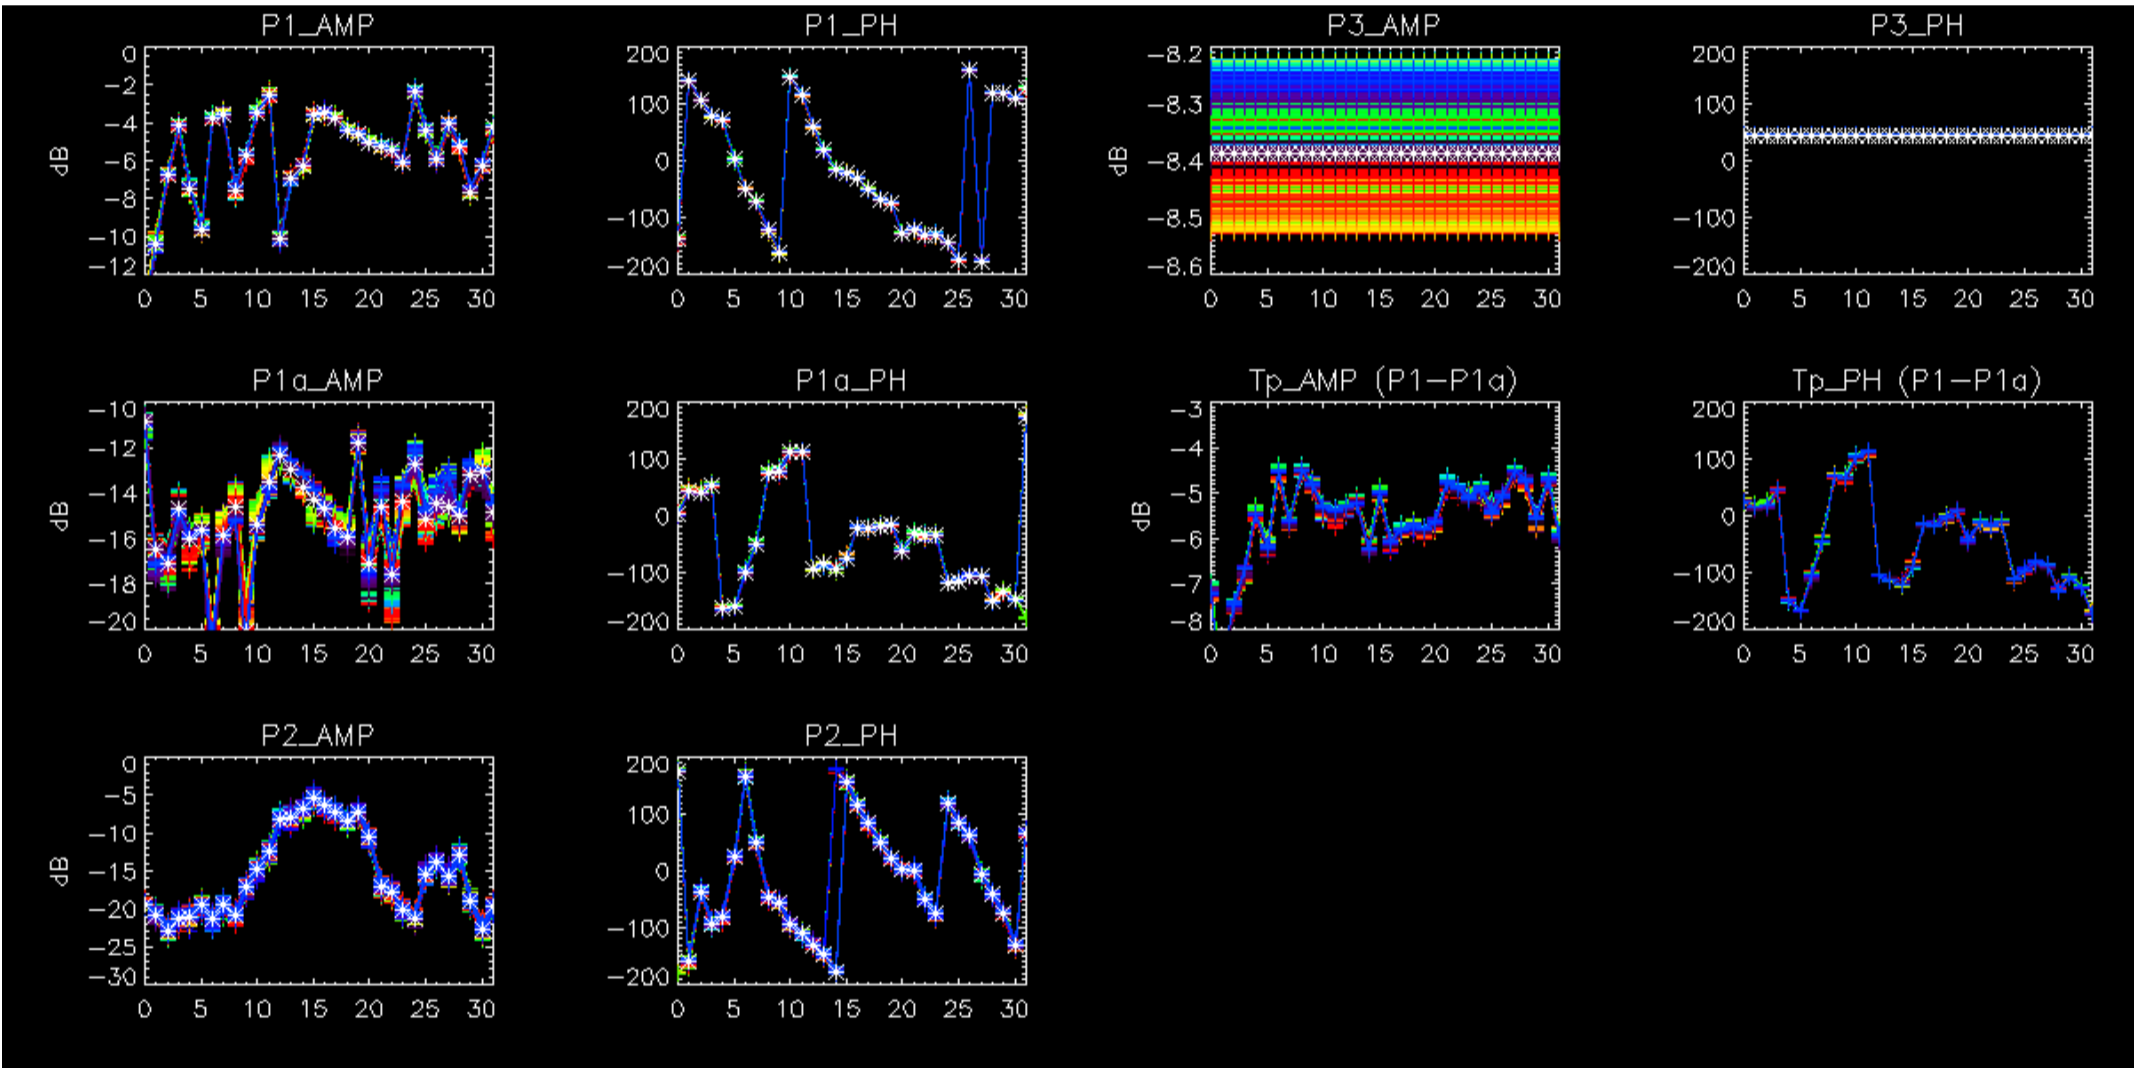 P1_AMP
0
−2
−4
−6
−8
−10
−12
dB
0 5 10 15 20 25 30
P1_PH
200
100
0
−100
−200
0 5 10 15 20 25 30
P3_AMP
−8.2
−8.3
−8.4
−8.5
−8.6
dB
0 5 10 15 20 25 30
P3_PH
200
100
0
−100
−200
0 5 10 15 20 25 30
P1a_AMP
−10
−12
−14
−16
−18
−20
dB
0 5 10 15 20 25 30
P1a_PH
200
100
0
−100
−200
0 5 10 15 20 25 30
Tp_AMP (P1−P1a)
−3
−4
−5
−6
−7
−8
dB
0 5 10 15 20 25 30
Tp_PH (P1−P1a)
200
100
0
−100
−200
0 5 10 15 20 25 30
P2_AMP
0
−5
−10
−15
−20
−25
−30
dB
0 5 10 15 20 25 30
P2_PH
200
100
0
−100
−200
0 5 10 15 20 25 30